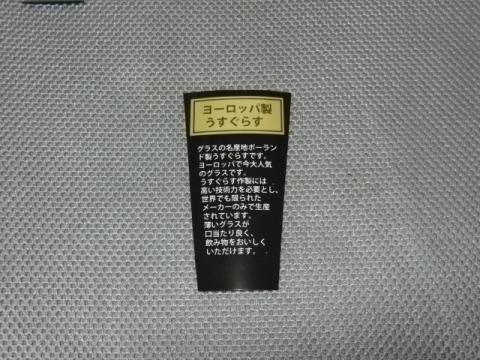 ヨーロッパ製
うすぐらす
グラスの名産地ポーラン
ド製うすぐらすです。
ヨーロッパで今大人気
のグラスです。
うすぐらす作製には
高い技術力を必要とし、
世界でも限られた
メーカーのみで生産
されています。
薄いグラスが
口当たり良く、
飲み物をおいしく
いただけます。